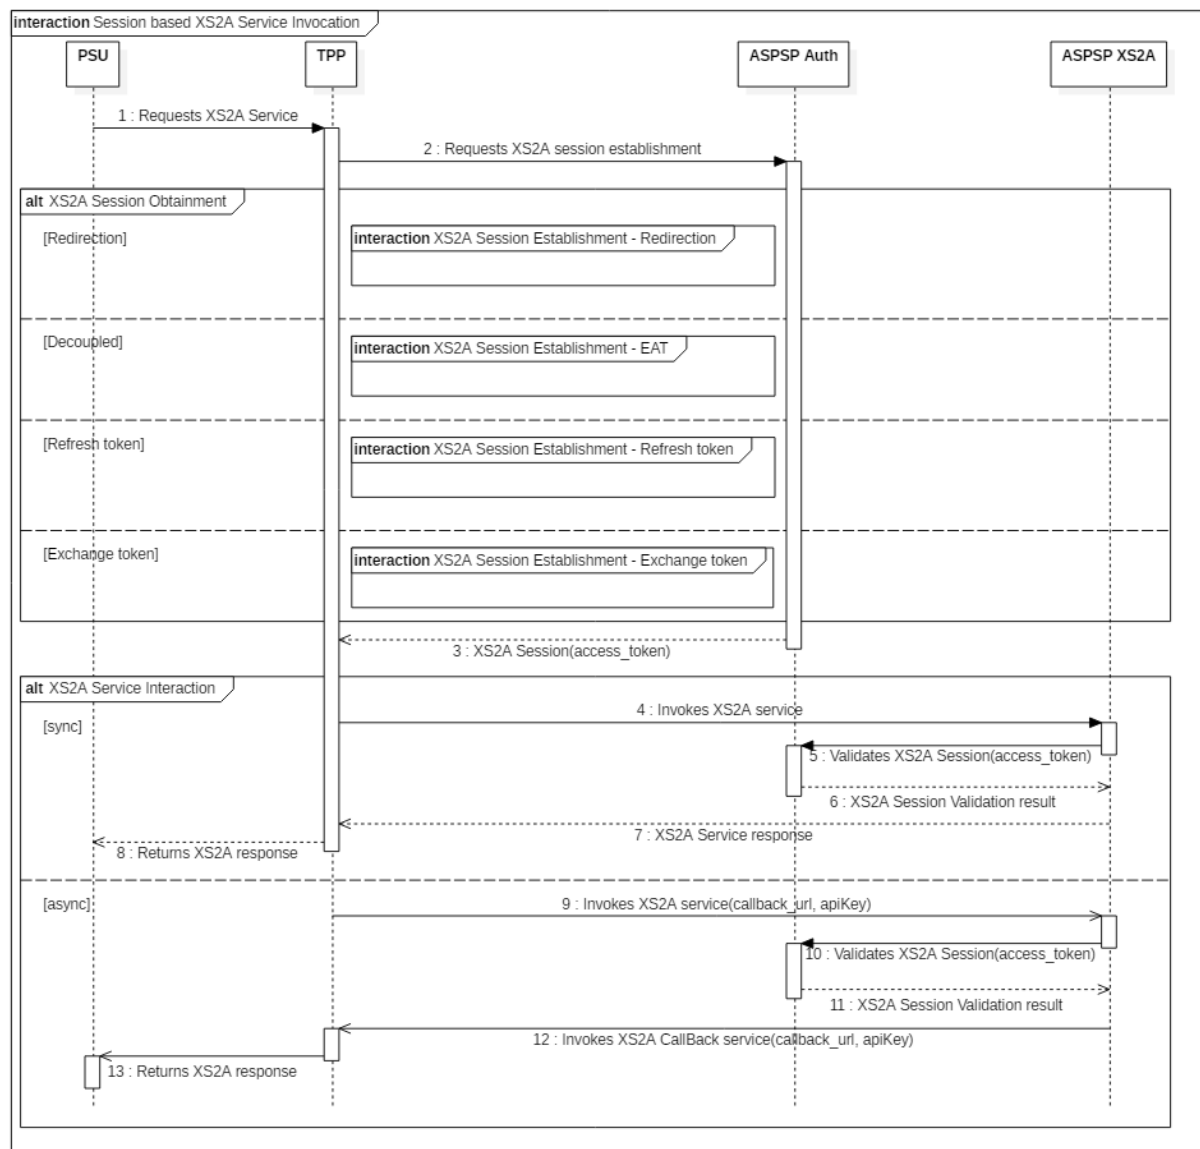 interaction Session based XS2A Service Invocation
PSU
TPP
ASPSP Auth
ASPSP XS2A
1 : Requests XS2A Service
2 : Requests XS2A session establishment
alt XS2A Session Obtainment
[Redirection]
interaction XS2A Session Establishment - Redirection
[Decoupled]
interaction XS2A Session Establishment - EAT
[Refresh token]
interaction XS2A Session Establishment - Refresh token
[Exchange token]
interaction XS2A Session Establishment - Exchange token
3 : XS2A Session(access_token)
alt XS2A Service Interaction
[sync]
4 : Invokes XS2A service
5 : Validates XS2A Session(access_token)
6 : XS2A Session Validation result
7 : XS2A Service response
8 : Returns XS2A response
[async]
9 : Invokes XS2A service(callback_url, apiKey)
10 : Validates XS2A Session(access_token)
11 : XS2A Session Validation result
12 : Invokes XS2A CallBack service(callback_url, apiKey)
13 : Returns XS2A response